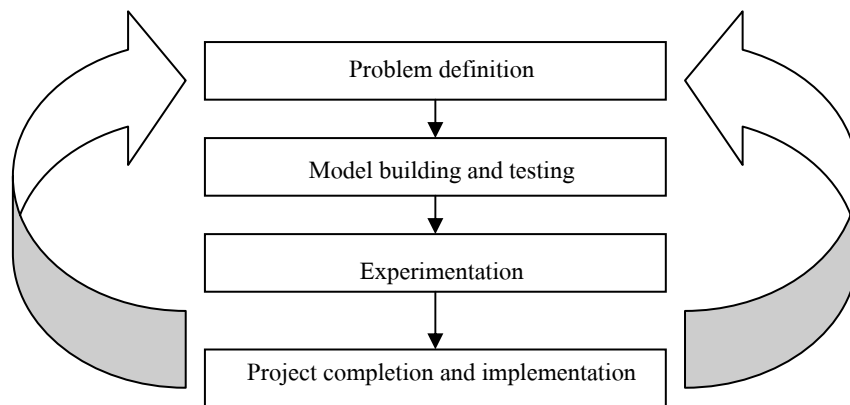 Problem definition
Model building and testing
Experimentation
Project completion and implementation